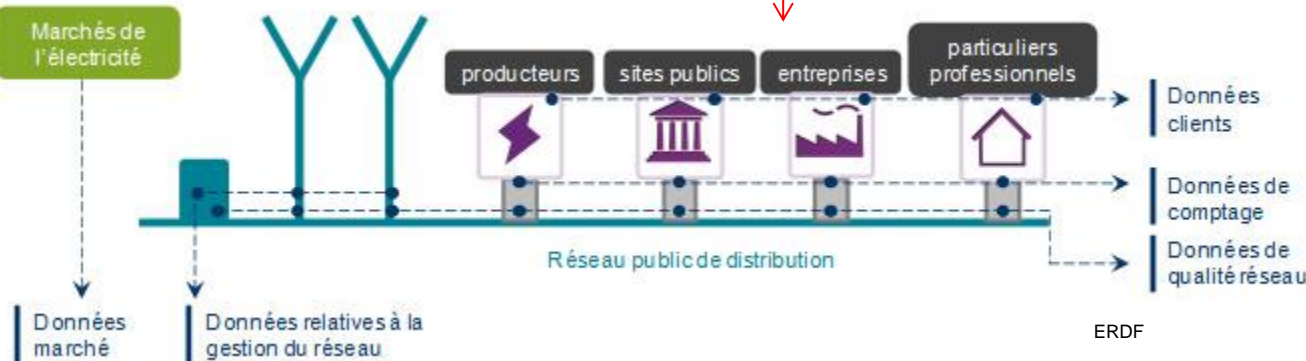 Marchés de
l'électricité
producteurs
sites publics
entreprises
particuliers
professionnels
Données
clients
Données de
comptage
Données de
qualité réseau
Réseau public de distribution
Données
marché
Données relatives à la
gestion du réseau
ERDF